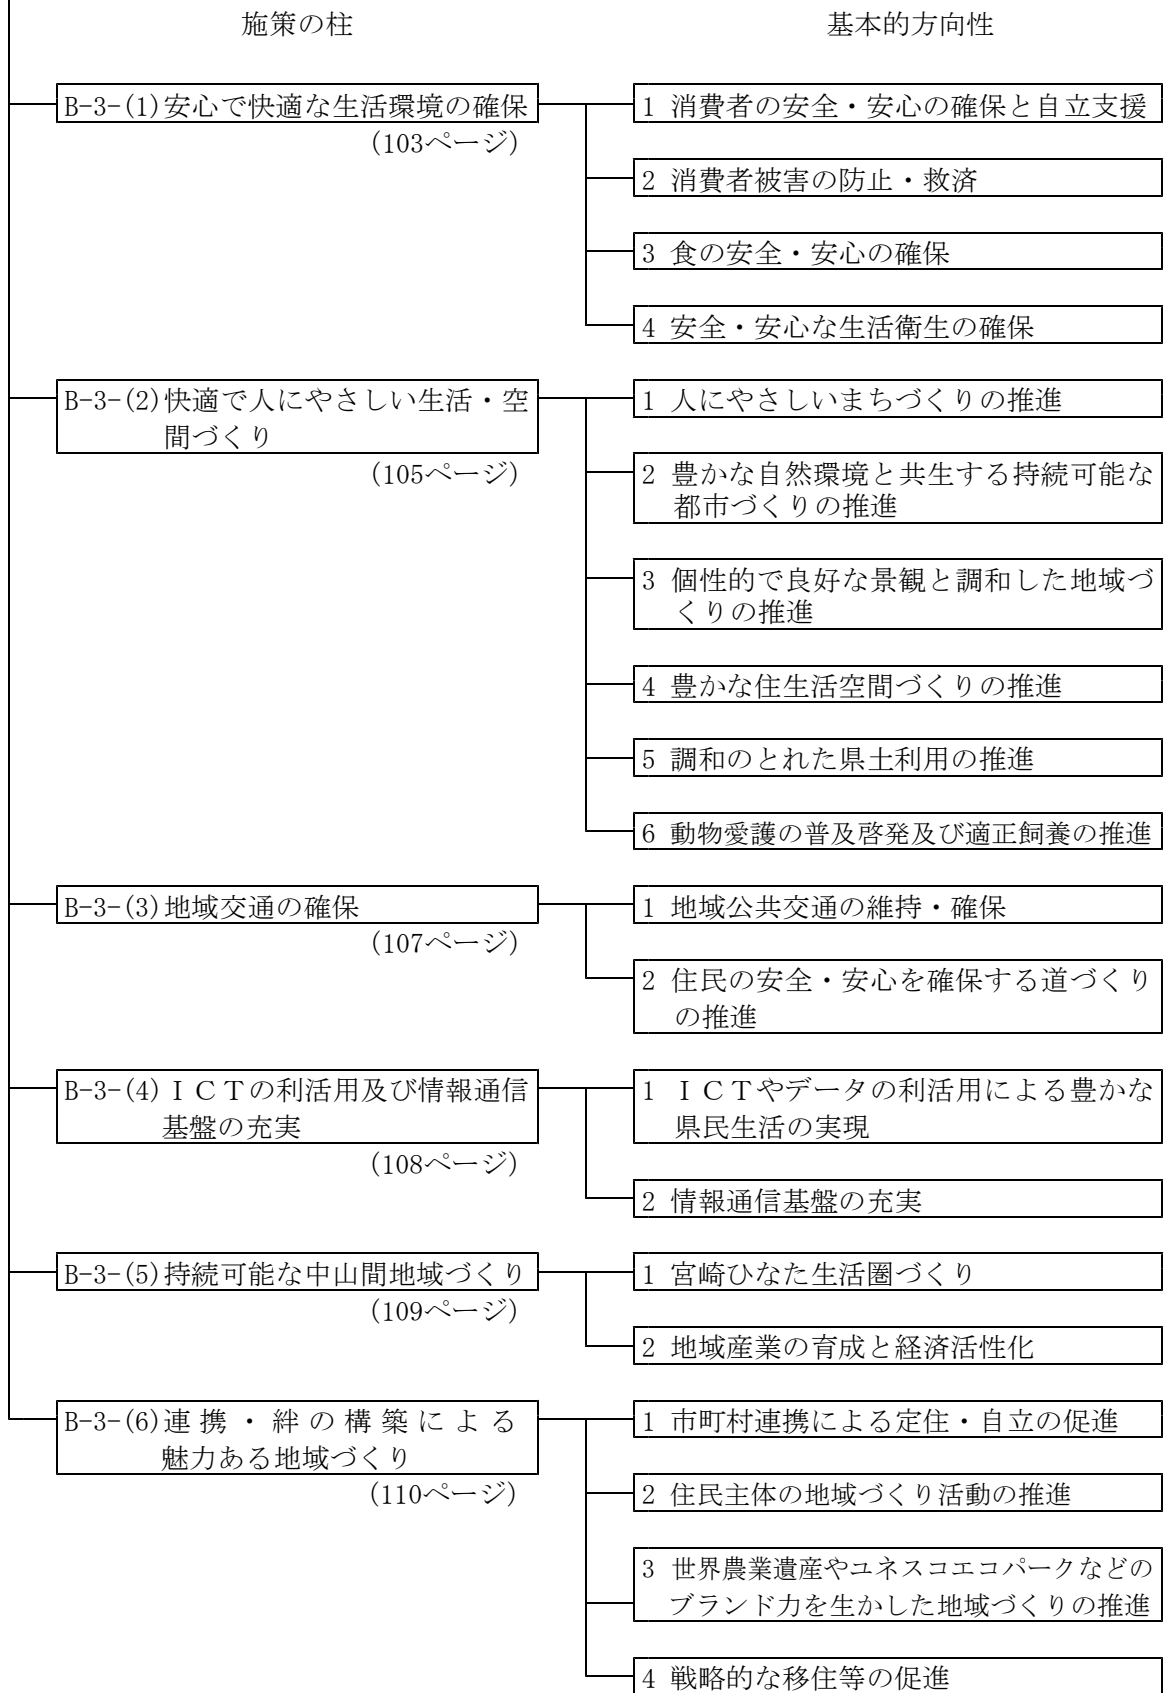 施策の柱
基本的方向性
B-3-(1)安心で快適な生活環境の確保
(103ページ)
1 消費者の安全・安心の確保と自立支援
2 消費者被害の防止・救済
3 食の安全・安心の確保
4 安全・安心な生活衛生の確保
B-3-(2)快適で人にやさしい生活・空
間づくり
(105ページ)
1 人にやさしいまちづくりの推進
2 豊かな自然環境と共生する持続可能な
都市づくりの推進
3 個性的で良好な景観と調和した地域づ
くりの推進
4 豊かな住生活空間づくりの推進
5 調和のとれた県土利用の推進
6 動物愛護の普及啓発及び適正飼養の推進
B-3-(3)地域交通の確保
(107ページ)
1 地域公共交通の維持・確保
2 住民の安全・安心を確保する道づくり
の推進
B-3-(4)ＩＣＴの利活用及び情報通信
基盤の充実
(108ページ)
1 ＩＣＴやデータの利活用による豊かな
県民生活の実現
2 情報通信基盤の充実
B-3-(5)持続可能な中山間地域づくり
(109ページ)
1 宮崎ひなた生活圏づくり
2 地域産業の育成と経済活性化
B-3-(6)連携・絆の構築による
魅力ある地域づくり
(110ページ)
1 市町村連携による定住・自立の促進
2 住民主体の地域づくり活動の推進
3 世界農業遺産やユネスコエコパークなどの
ブランド力を生かした地域づくりの推進
4 戦略的な移住等の促進